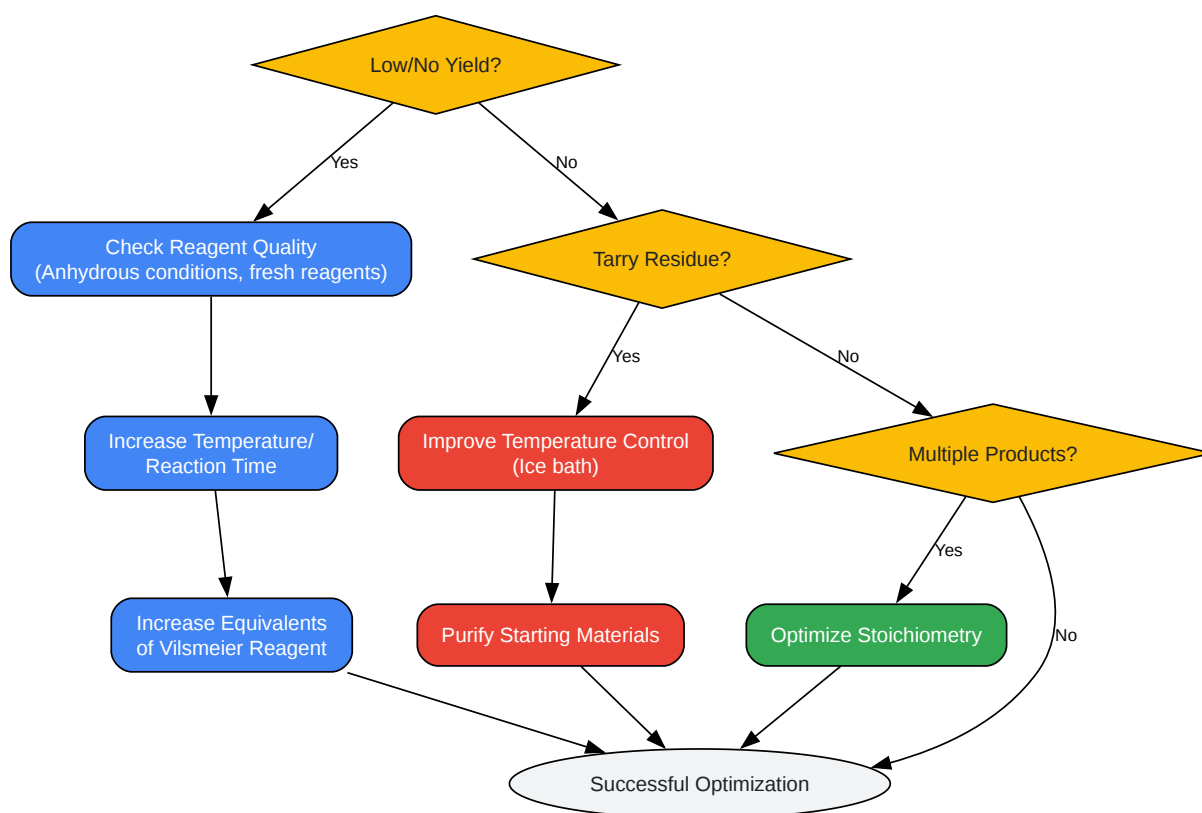 Low/No Yield?
Yes
No
Check Reagent Quality
(Anhydrous conditions, fresh reagents)
Tarry Residue?
Yes
No
Increase Temperature/
Reaction Time
Improve Temperature Control
(Ice bath)
Multiple Products?
Yes
No
Increase Equivalents
of Vilsmeier Reagent
Purify Starting Materials
Optimize Stoichiometry
Successful Optimization